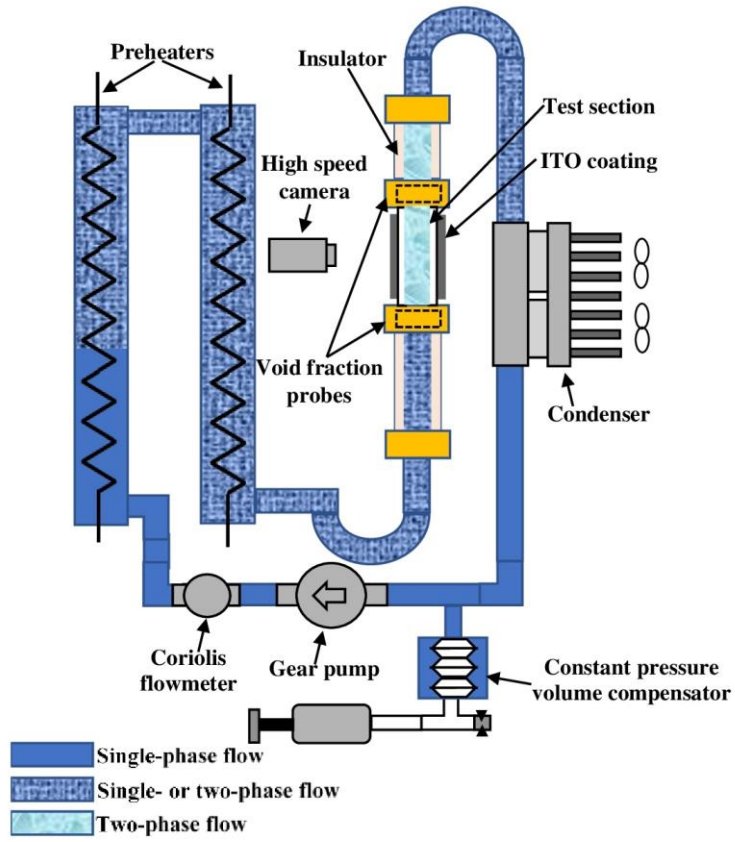 Preheaters
Insulator
Test section
ITO coating
High speed
camera
Void fraction
probes
Condenser
Coriolis
flowmeter
Gear pump
Constant pressure
volume compensator
Single-phase flow
Single- or two-phase flow
Two-phase flow